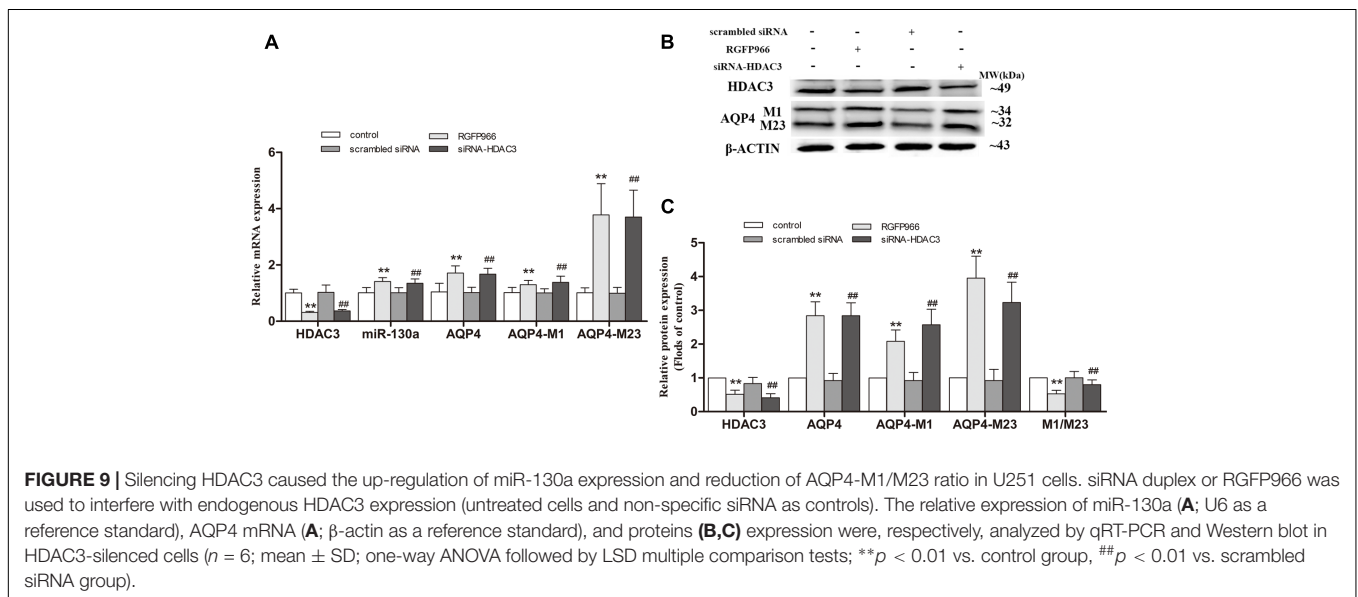 A
control
RGFP966
scrambled siRNA
siRNA-HDAC3
Relative mRNA expression
6
4
2
0
**
##
**
##
**
##
**
##
**
##
HDAC3 miR-130a AQP4 AQP4-M1 AQP4-M23
B
scrambled siRNA - - + -
RGFP966 - + - -
siRNA-HDAC3 - - - +
MW(kDa)
HDAC3 ~49
AQP4 M1 ~34
M23 ~32
β-ACTIN ~43
C
control
RGFP966
scrambled siRNA
siRNA-HDAC3
Relative protein expression
(Flods of control)
5
4
3
2
1
0
**
##
**
##
**
##
**
##
**
##
HDAC3 AQP4 AQP4-M1 AQP4-M23 M1/M23
FIGURE 9 | Silencing HDAC3 caused the up-regulation of miR-130a expression and reduction of AQP4-M1/M23 ratio in U251 cells. siRNA duplex or RGFP966 was
used to interfere with endogenous HDAC3 expression (untreated cells and non-specific siRNA as controls). The relative expression of miR-130a (A; U6 as a
reference standard), AQP4 mRNA (A; β-actin as a reference standard), and proteins (B,C) expression were, respectively, analyzed by qRT-PCR and Western blot in
HDAC3-silenced cells (n = 6; mean ± SD; one-way ANOVA followed by LSD multiple comparison tests; **p < 0.01 vs. control group, ##p < 0.01 vs. scrambled
siRNA group).